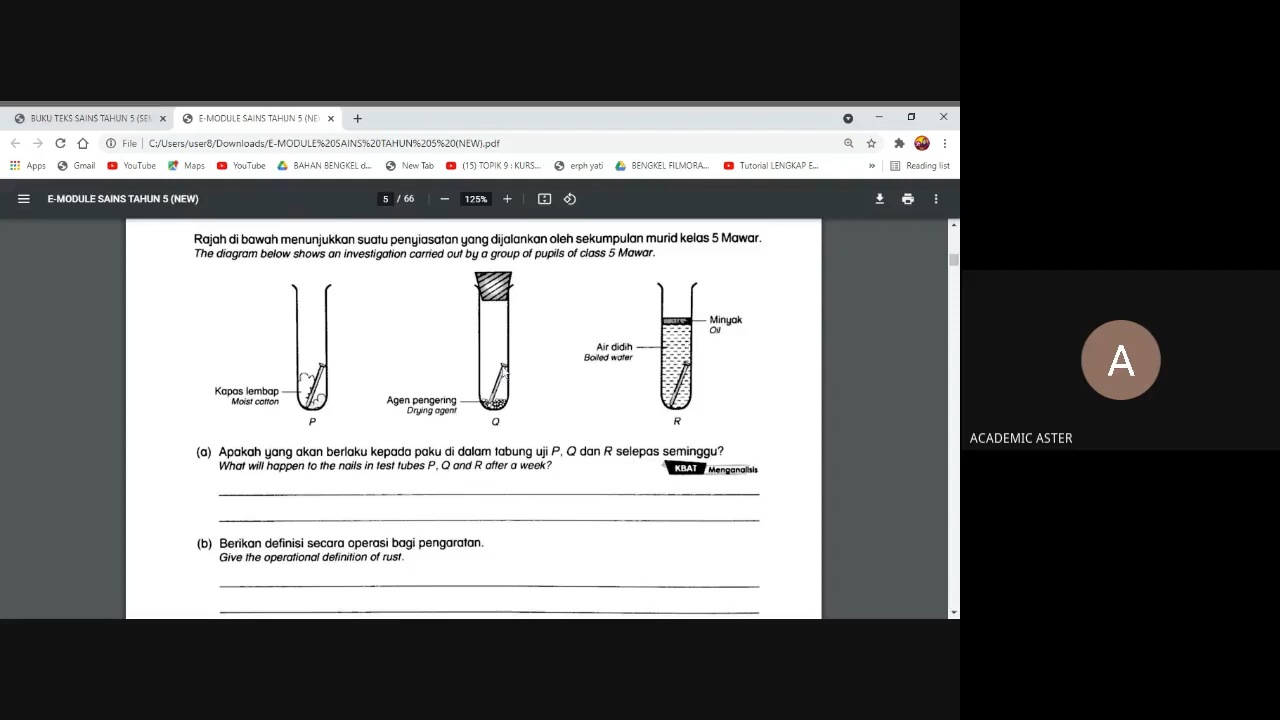 BUKU TEKS SAINS TAHUN 5 (SEM
E-MODULE SAINS TAHUN 5 (NEW
File C:/Users/user8/Downloads/E-MODULE%20SAINS%20TAHUN%205%20(NEW).pdf
Apps Gmail YouTube Maps YouTube BAHAN BENGKEL d... New Tab (15) TOPIK 9 : KURS... erph yati BENGKEL FILMORA... Tutorial LENGKAP E... » Reading list
E-MODULE SAINS TAHUN 5 (NEW) 5 / 66 125%
Rajah di bawah menunjukkan suatu penyiasatan yang dijalankan oleh sekumpulan murid kelas 5 Mawar.
The diagram below shows an investigation carried out by a group of pupils of class 5 Mawar.
Kapas lembap
Moist cotton
P
Agen pengering
Drying agent
Q
Air didih
Boiled water
Minyak
Oil
R
(a) Apakah yang akan berlaku kepada paku di dalam tabung uji P, Q dan R selepas seminggu?
What will happen to the nails in test tubes P, Q and R after a week?
KBAT Menganalisis
(b) Berikan definisi secara operasi bagi pengaratan.
Give the operational definition of rust.
A
ACADEMIC ASTER